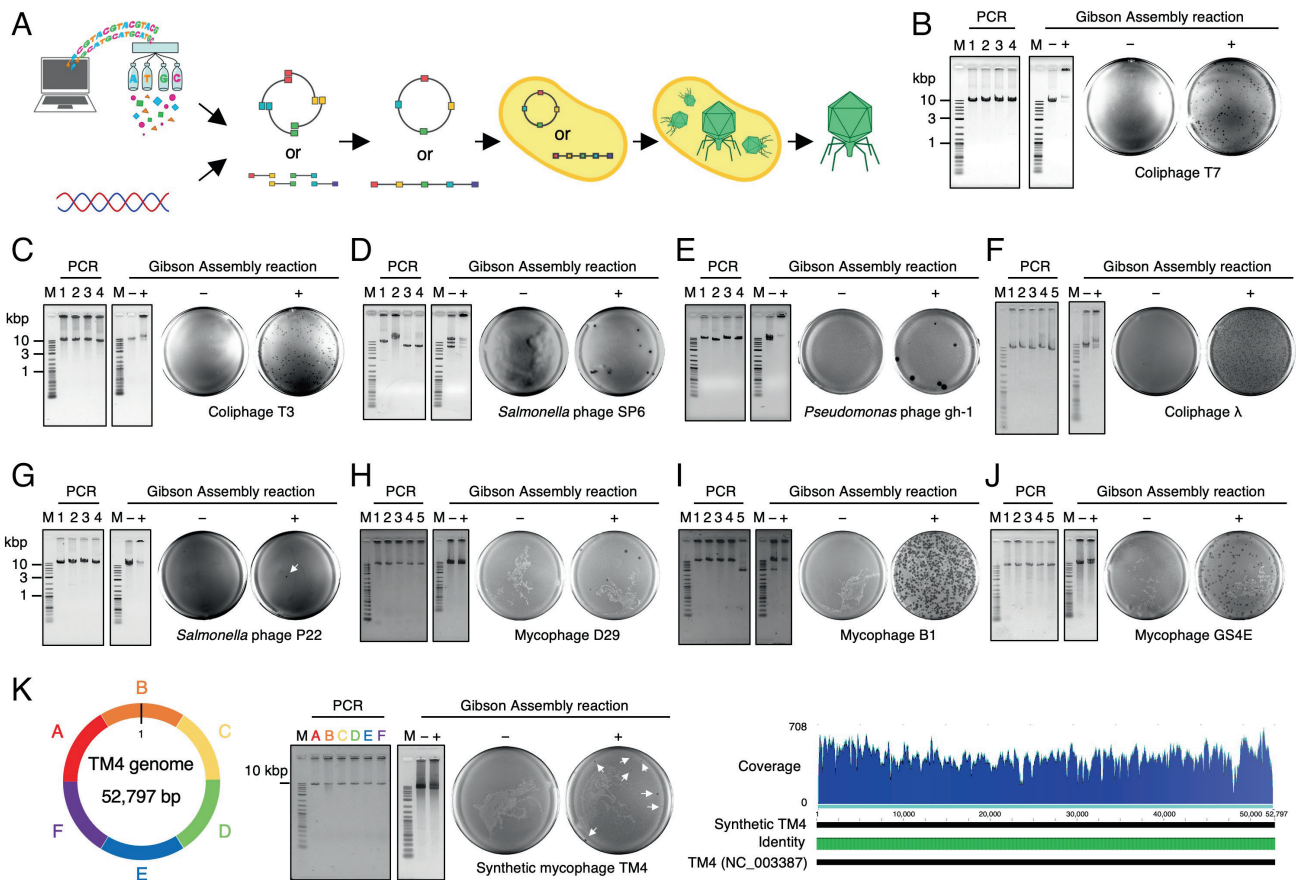 A
ACGTACGTACGTACG
A T G C
or
or
or
or
B
PCR
Gibson Assembly reaction
M 1 2 3 4
M – +
–
+
kbp
10
3
1
Coliphage T7
C
PCR
Gibson Assembly reaction
M 1 2 3 4
M – +
–
+
kbp
10
3
1
Coliphage T3
D
PCR
Gibson Assembly reaction
1 2 3 4
M – +
–
+
Salmonella phage SP6
E
PCR
Gibson Assembly reaction
M 1 2 3 4
M – +
–
+
Pseudomonas phage gh-1
F
PCR
Gibson Assembly reaction
M 1 2 3 4 5
M – +
–
+
Coliphage λ
G
PCR
Gibson Assembly reaction
M 1 2 3 4
M – +
–
+
kbp
10
3
1
Salmonella phage P22
H
PCR
Gibson Assembly reaction
M 1 2 3 4 5
M – +
–
+
Mycophage D29
I
PCR
Gibson Assembly reaction
M 1 2 3 4 5
M – +
–
+
Mycophage B1
J
PCR
Gibson Assembly reaction
M 1 2 3 4 5
M – +
–
+
Mycophage GS4E
K
A
B
C
D
E
F
1
TM4 genome
52,797 bp
PCR
Gibson Assembly reaction
M A B C D E F
M – +
–
+
10 kbp
Synthetic mycophage TM4
708
Coverage
0
1 10,000 20,000 30,000 40,000 50,000 52,797
Synthetic TM4
Identity
TM4 (NC_003387)